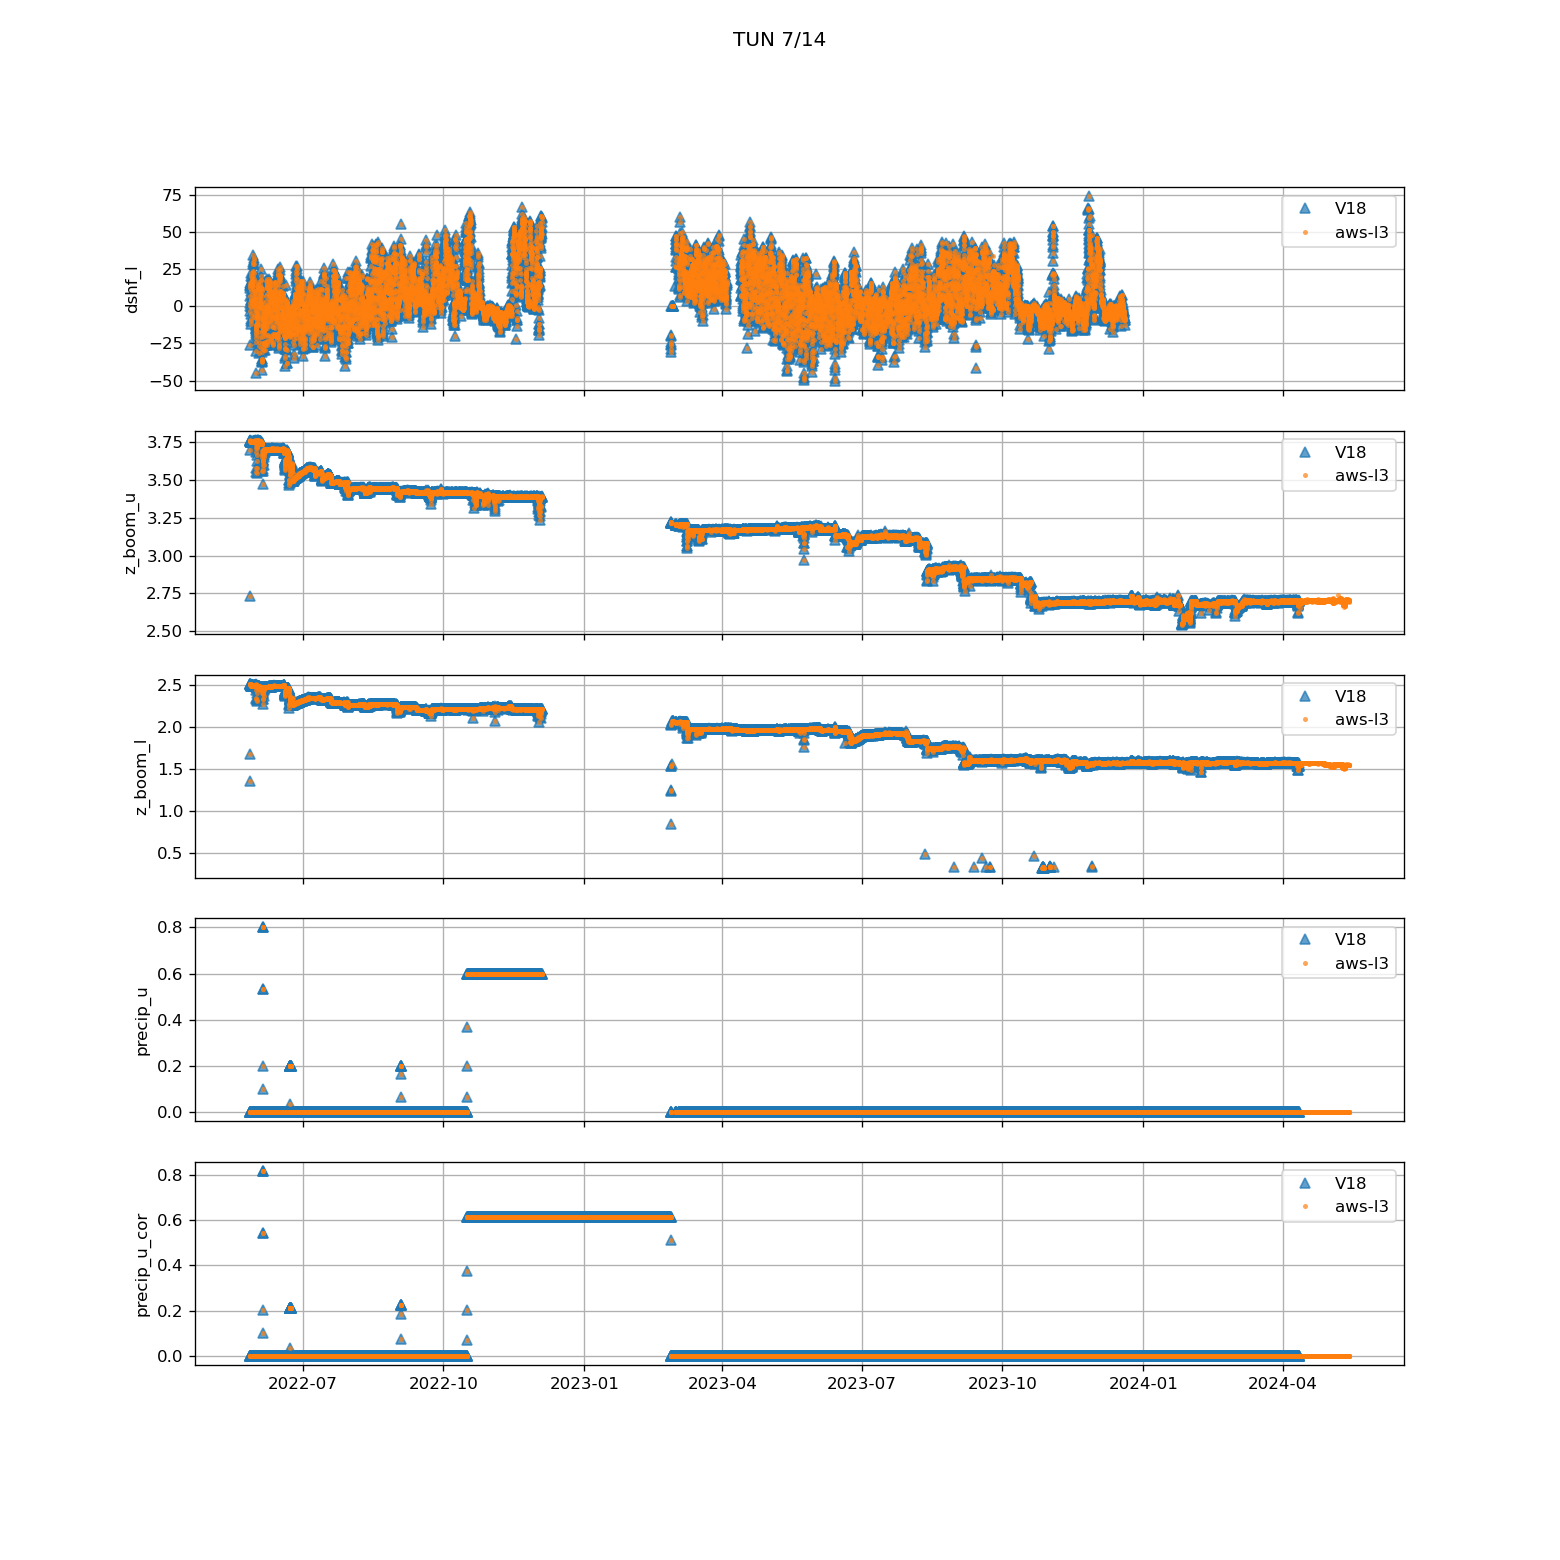 TUN 7/14
75
50
25
0
−25
−50
dshf_l
V18
aws-l3
3.75
3.50
3.25
3.00
2.75
2.50
z_boom_u
V18
aws-l3
2.5
2.0
1.5
1.0
0.5
z_boom_l
V18
aws-l3
0.8
0.6
0.4
0.2
0.0
precip_u
V18
aws-l3
0.8
0.6
0.4
0.2
0.0
precip_u_cor
V18
aws-l3
2022-07 2022-10 2023-01 2023-04 2023-07 2023-10 2024-01 2024-04